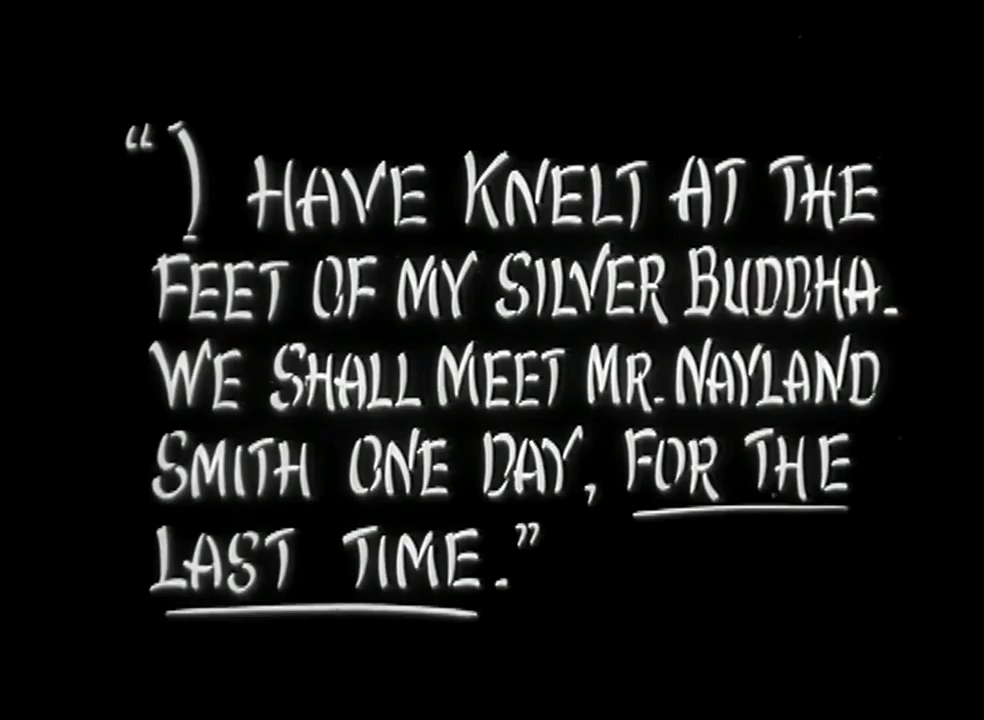 “I HAVE KNELT AT THE
FEET OF MY SILVER BUDDHA.
WE SHALL MEET MR. NAYLAND
SMITH ONE DAY, FOR THE
LAST TIME.”